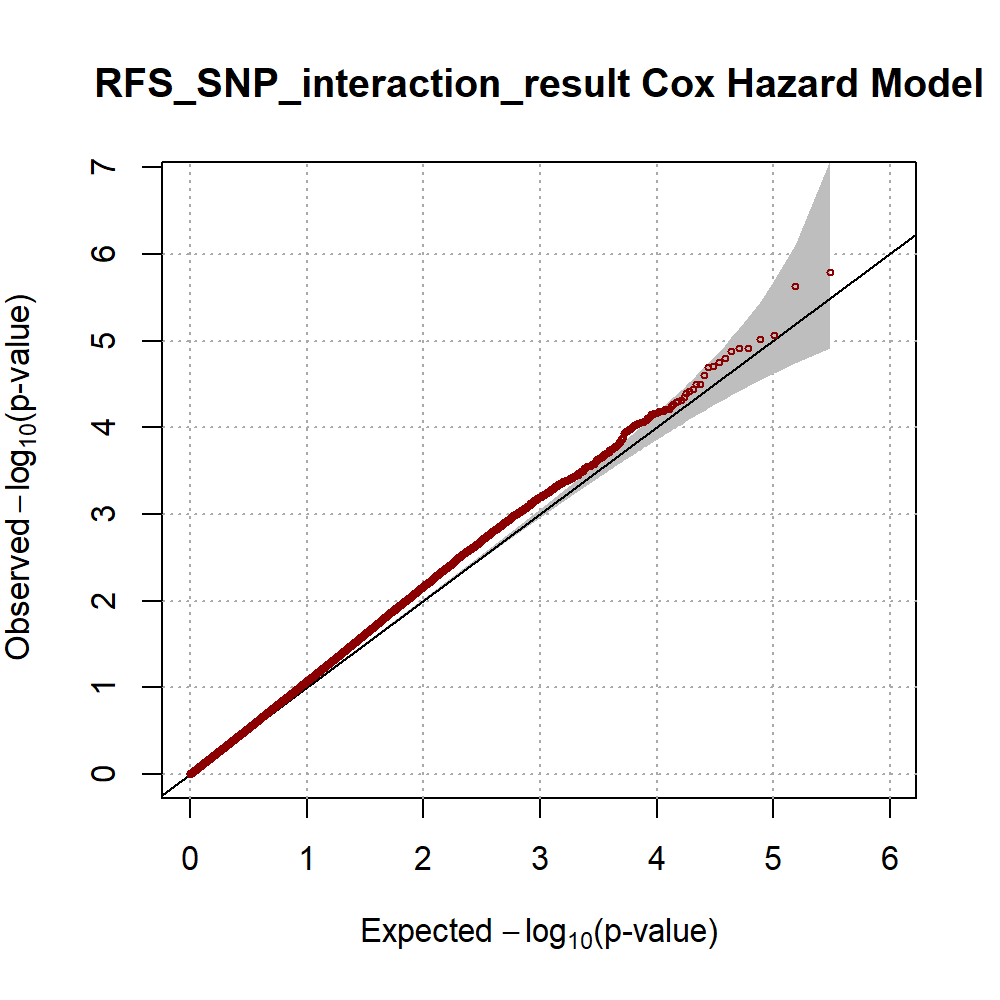 RFS_SNP_interaction_result Cox Hazard Model
Observed −log10(p-value)
7
6
5
4
3
2
1
0
0 1 2 3 4 5 6
Expected −log10(p-value)